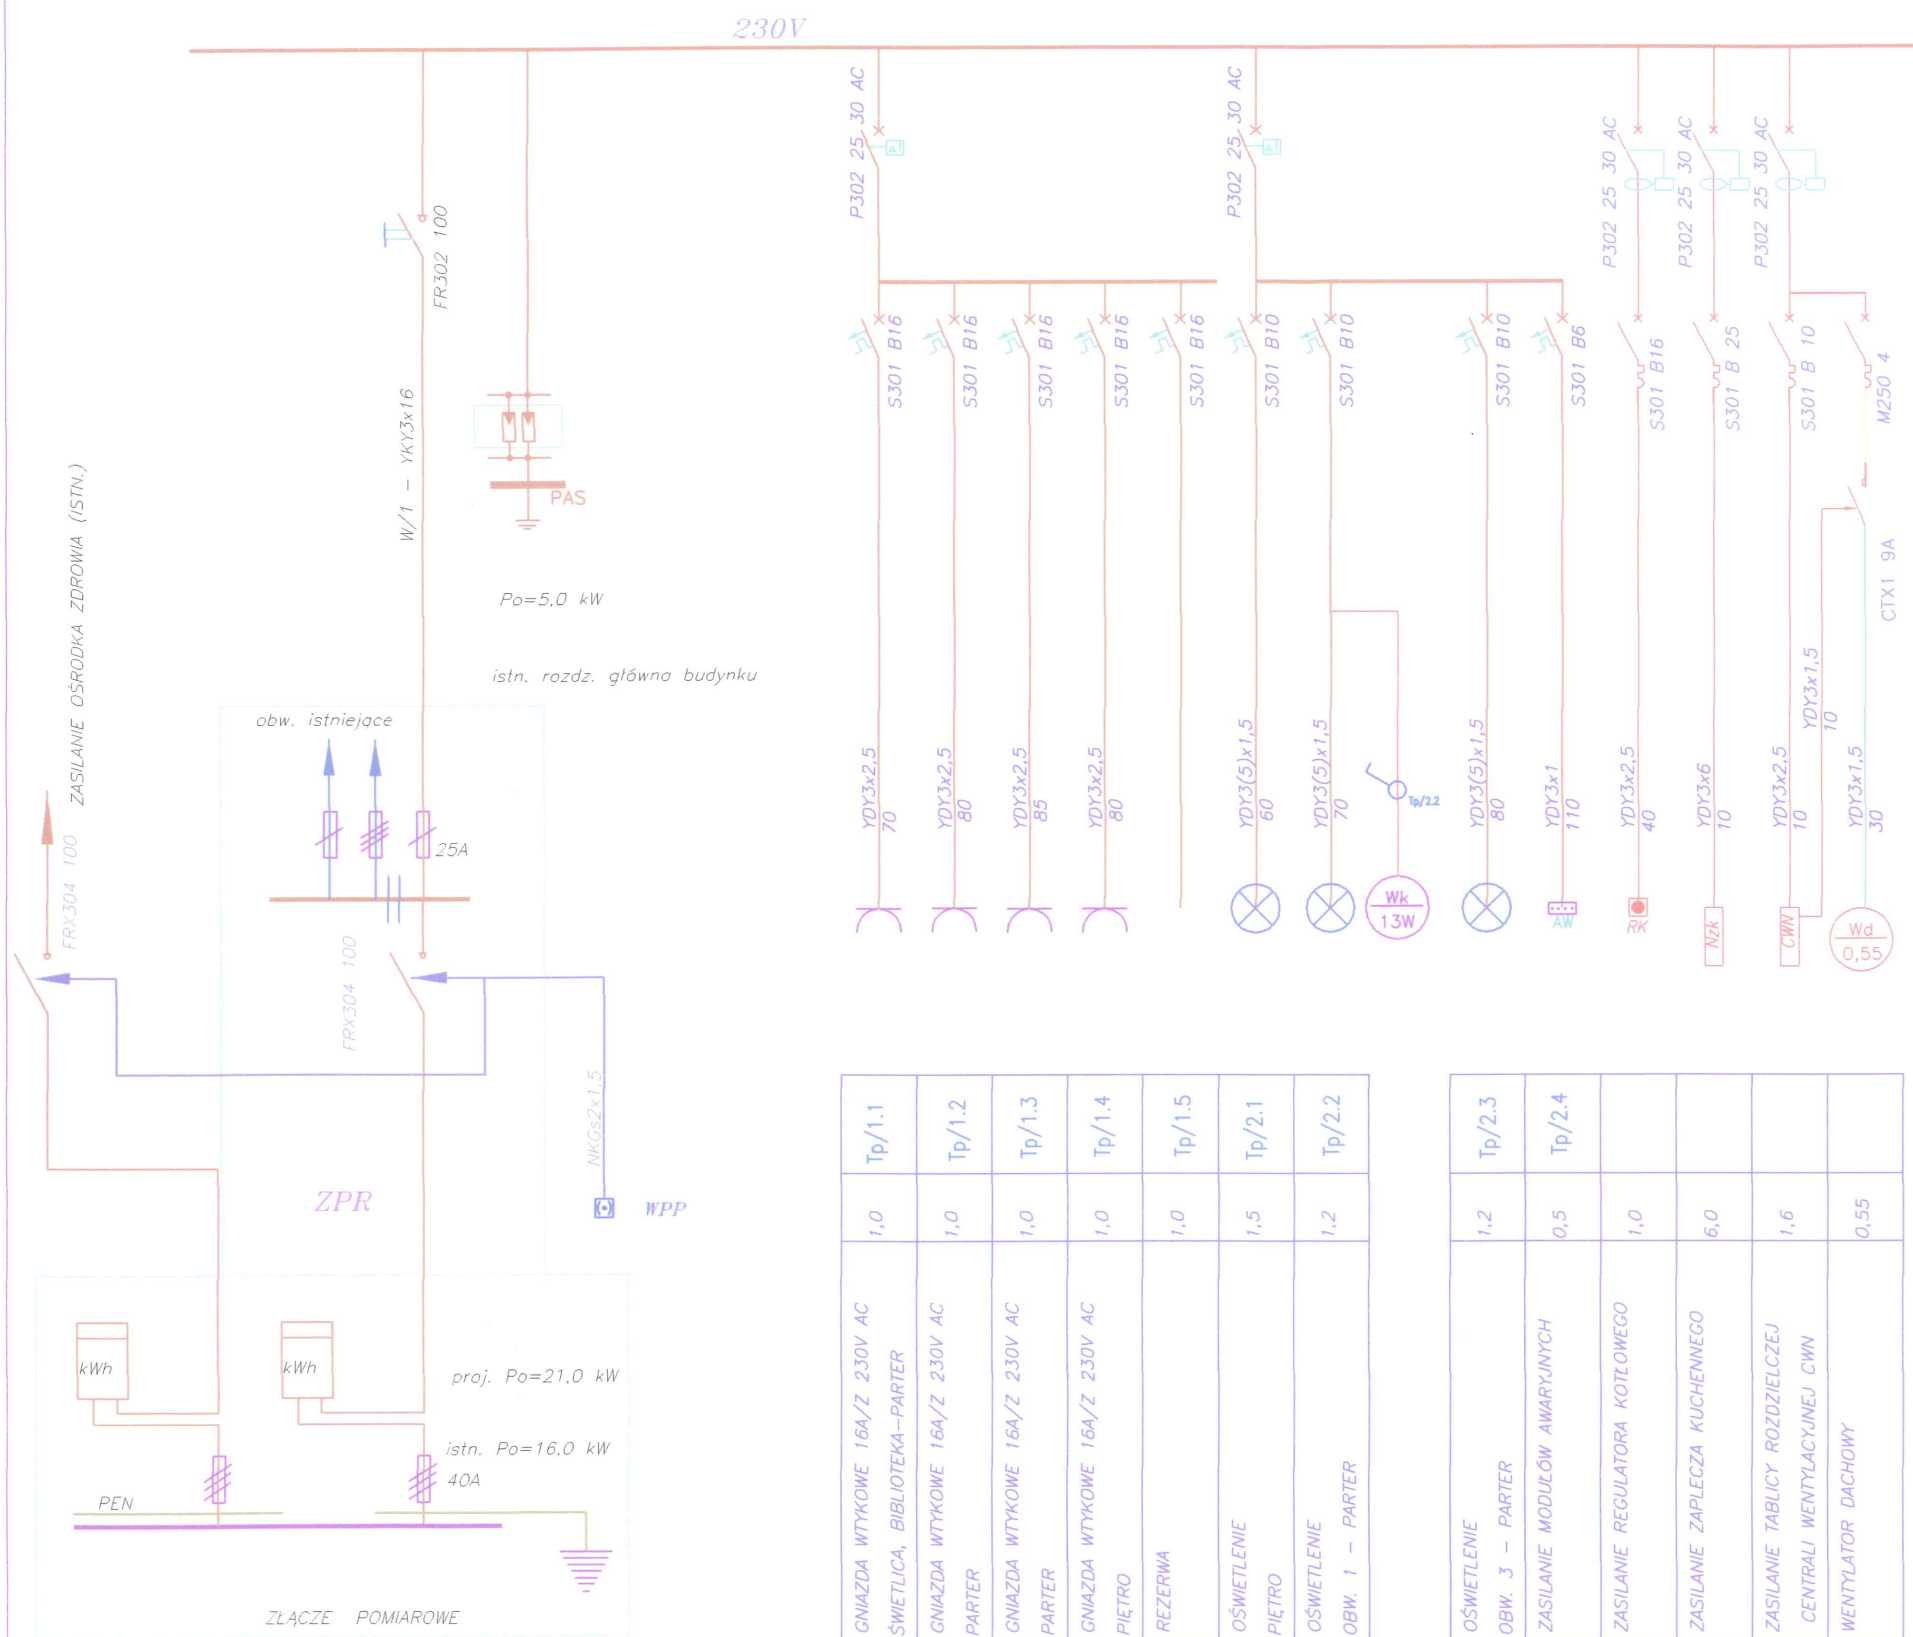 230V
FR302 100
W/1 - YKY3x16
PAS
Po=5,0 kW
istn. rozdz. główna budynku
obw. istniejące
25A
ZASILANIE OŚRODKA ZDROWIA (ISTN.)
FRX304 100
FRX304 100
NKGs2x1,5
ZPR
WPP
kWh
kWh
proj. Po=21,0 kW
istn. Po=16,0 kW
40A
PEN
ZŁĄCZE POMIAROWE
P302 25 30 AC
P302 25 30 AC
P302 25 30 AC
P302 25 30 AC
P302 25 30 AC
S301 B16
S301 B16
S301 B16
S301 B16
S301 B16
S301 B10
S301 B10
S301 B10
S301 B6
S301 B16
S301 B 25
S301 B 10
M250 4
CTX1 9A
YDY3x2,5
70
YDY3x2,5
80
YDY3x2,5
85
YDY3x2,5
80
YDY3(5)x1,5
60
YDY3(5)x1,5
70
Tp/2.2
YDY3(5)x1,5
80
YDY3x1
110
YDY3x2,5
40
YDY3x6
10
YDY3x2,5
10
YDY3x1,5
10
YDY3x1,5
30
Wk
13W
AW
RK
Nzk
CWN
Wd
0,55
Tp/1.1
1,0
GNIAZDA WTYKOWE 16A/Z 230V AC
ŚWIETLICA, BIBLIOTEKA-PARTER
Tp/1.2
1,0
GNIAZDA WTYKOWE 16A/Z 230V AC
PARTER
Tp/1.3
1,0
GNIAZDA WTYKOWE 16A/Z 230V AC
PARTER
Tp/1.4
1,0
GNIAZDA WTYKOWE 16A/Z 230V AC
PIĘTRO
Tp/1.5
1,0
REZERWA
Tp/2.1
1,5
OŚWIETLENIE
PIĘTRO
Tp/2.2
1,2
OŚWIETLENIE
OBW. 1 - PARTER
Tp/2.3
1,2
OŚWIETLENIE
OBW. 3 - PARTER
Tp/2.4
0,5
ZASILANIE MODUŁÓW AWARYJNYCH
1,0
ZASILANIE REGULATORA KOTŁOWEGO
6,0
ZASILANIE ZAPLECZA KUCHENNEGO
1,6
ZASILANIE TABLICY ROZDZIELCZEJ
CENTRALI WENTYLACYJNEJ CWN
0,55
WENTYLATOR DACHOWY